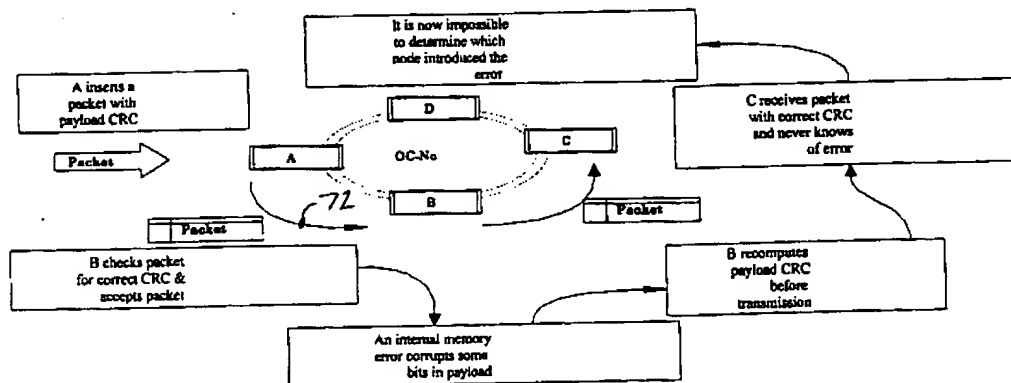 It is now impossible
to determine which
node introduced the
error
A inserts a
packet with
payload CRC
Packet
D
A
OC-Nc
C
B
C receives packet
with correct CRC
and never knows
of error
72
Packet
Packet
B checks packet
for correct CRC &
accepts packet
B recomputes
payload CRC
before
transmission
An internal memory
error corrupts some
bits in payload